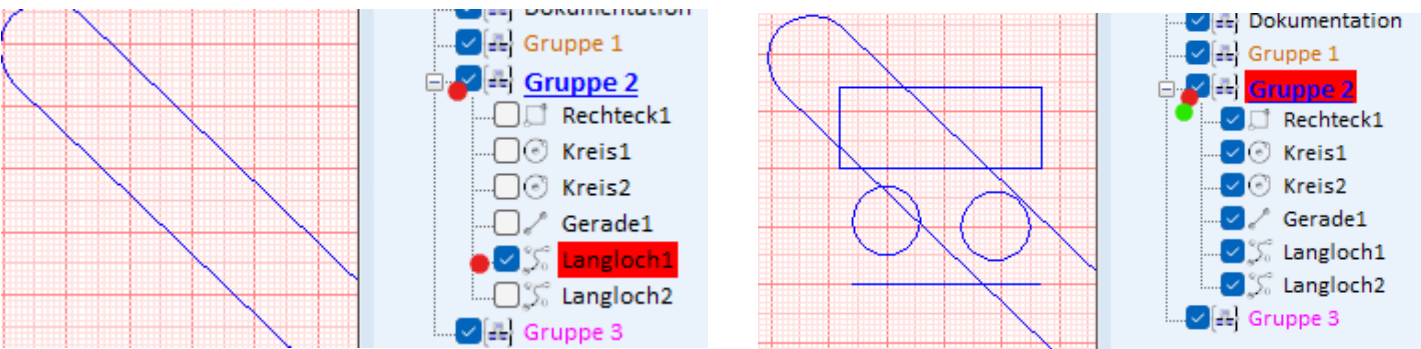 Dokumentation
Gruppe 1
Gruppe 2
Rechteck1
Kreis1
Kreis2
Gerade1
Langloch1
Langloch2
Gruppe 3
Dokumentation
Gruppe 1
Gruppe 2
Rechteck1
Kreis1
Kreis2
Gerade1
Langloch1
Langloch2
Gruppe 3